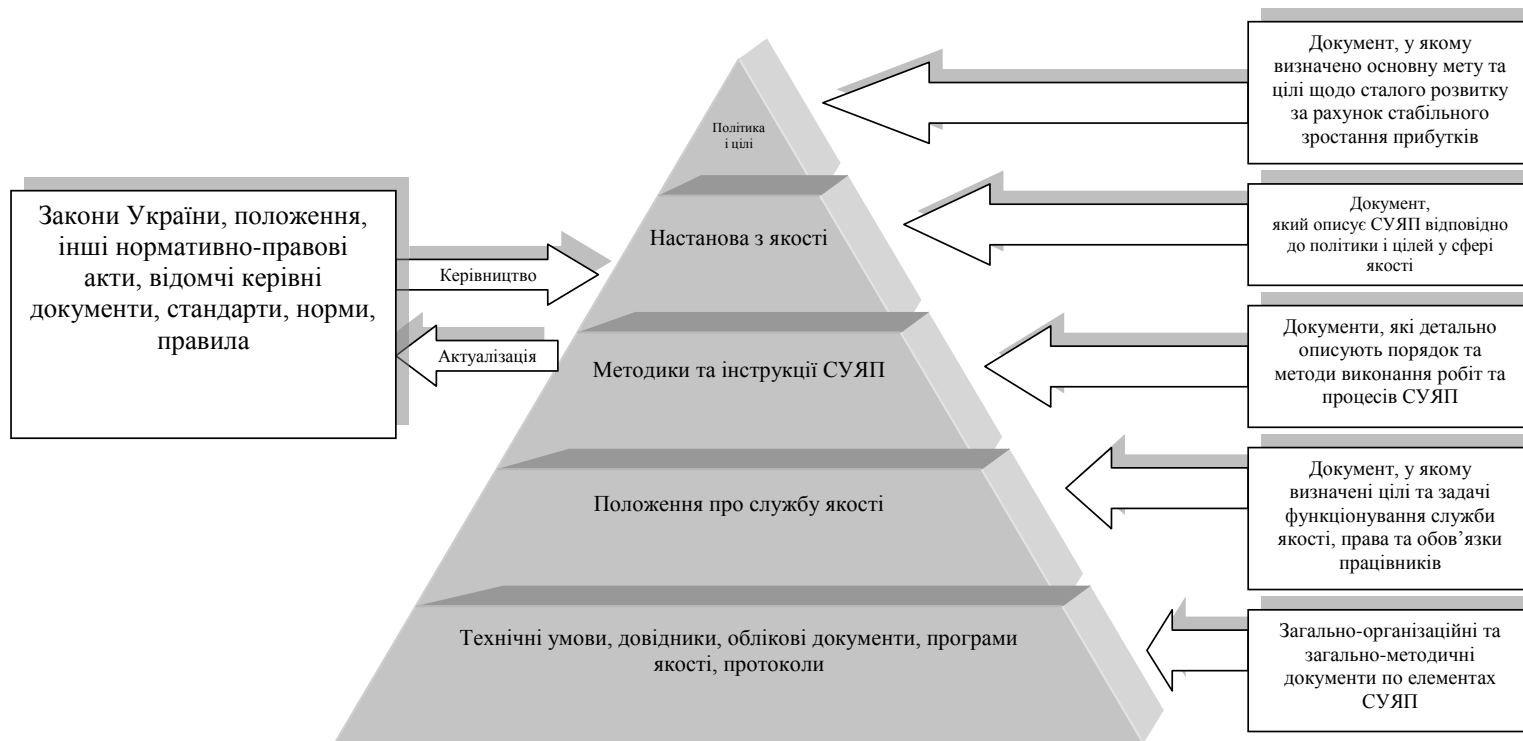 Закони України, положення,
інші нормативно-правові
акти, відомчі керівні
документи, стандарти, норми,
правила
Керівництво
Актуалізація
Політика
і цілі
Настанова з якості
Методики та інструкції СУЯП
Положення про службу якості
Технічні умови, довідники, облікові документи, програми
якості, протоколи
Документ, у якому
визначено основну мету та
цілі щодо сталого розвитку
за рахунок стабільного
зростання прибутків
Документ,
який описує СУЯП відповідно
до політики і цілей у сфері
якості
Документи, які детально
описують порядок та
методи виконання робіт та
процесів СУЯП
Документ, у якому
визначені цілі та задачі
функціонування служби
якості, права та обов’язки
працівників
Загально-організаційні та
загально-методичні
документи по елементах
СУЯП